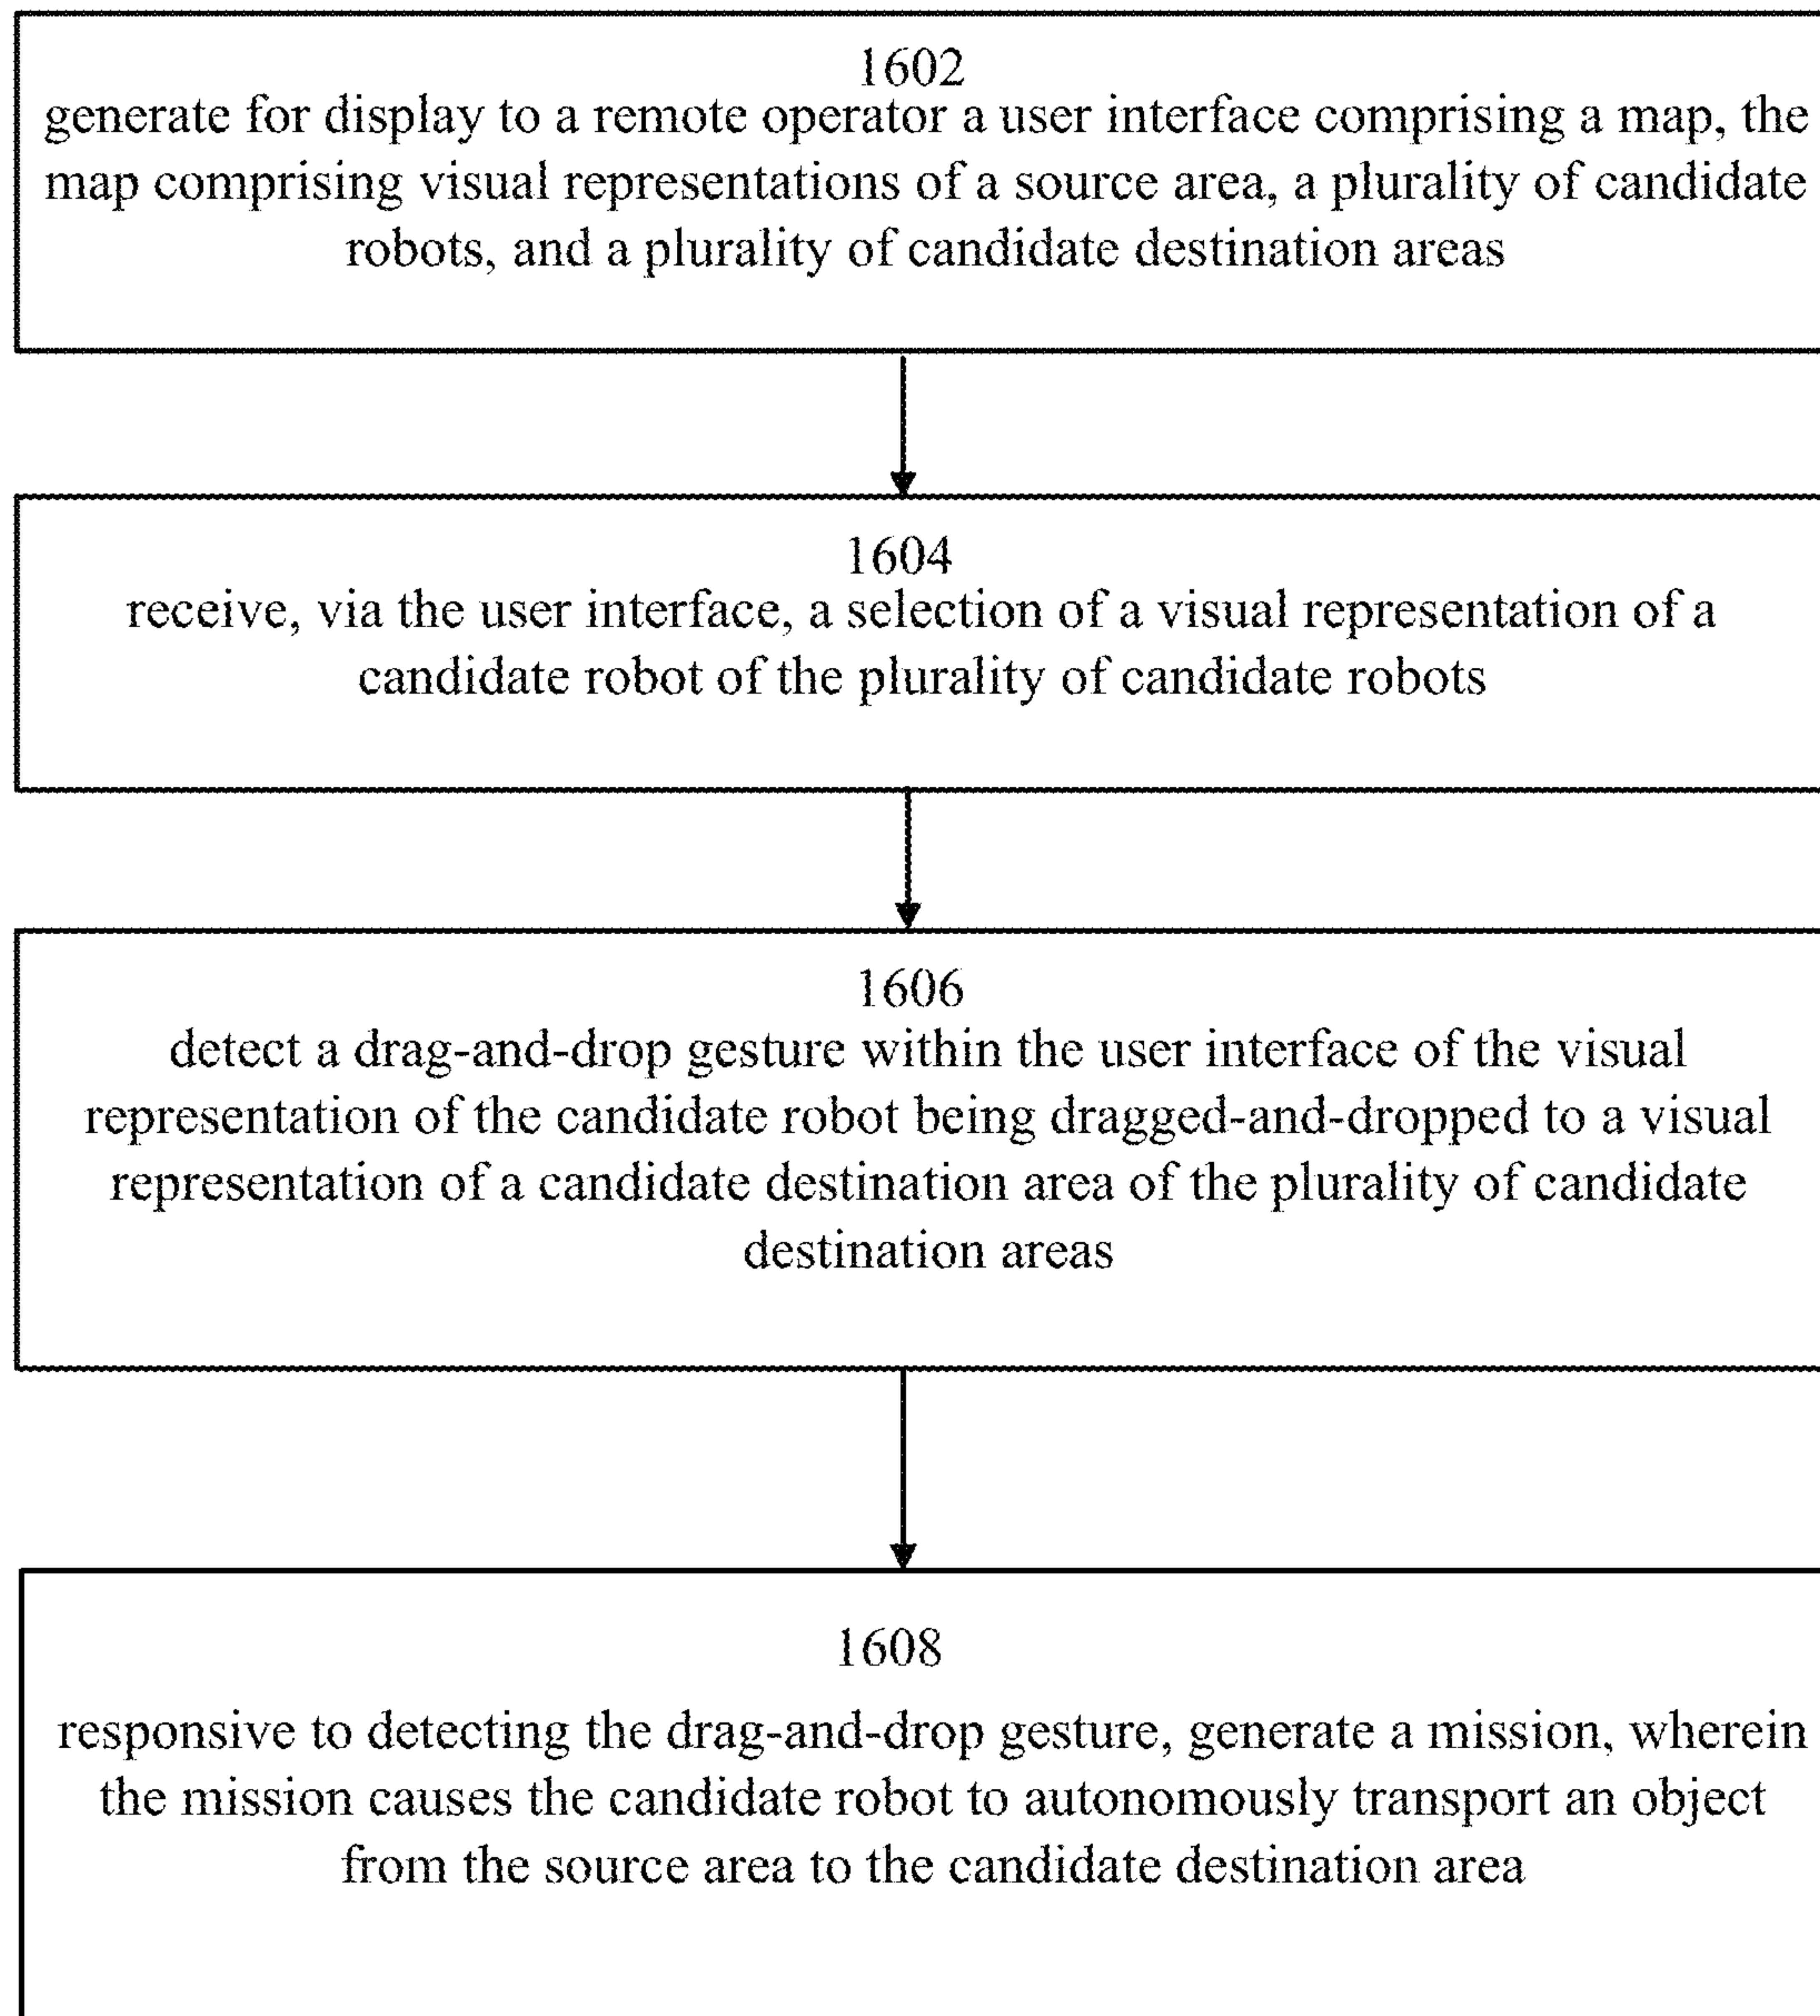 1602
generate for display to a remote operator a user interface comprising a map, the
map comprising visual representations of a source area, a plurality of candidate
robots, and a plurality of candidate destination areas
1604
receive, via the user interface, a selection of a visual representation of a
candidate robot of the plurality of candidate robots
1606
detect a drag-and-drop gesture within the user interface of the visual
representation of the candidate robot being dragged-and-dropped to a visual
representation of a candidate destination area of the plurality of candidate
destination areas
1608
responsive to detecting the drag-and-drop gesture, generate a mission, wherein
the mission causes the candidate robot to autonomously transport an object
from the source area to the candidate destination area